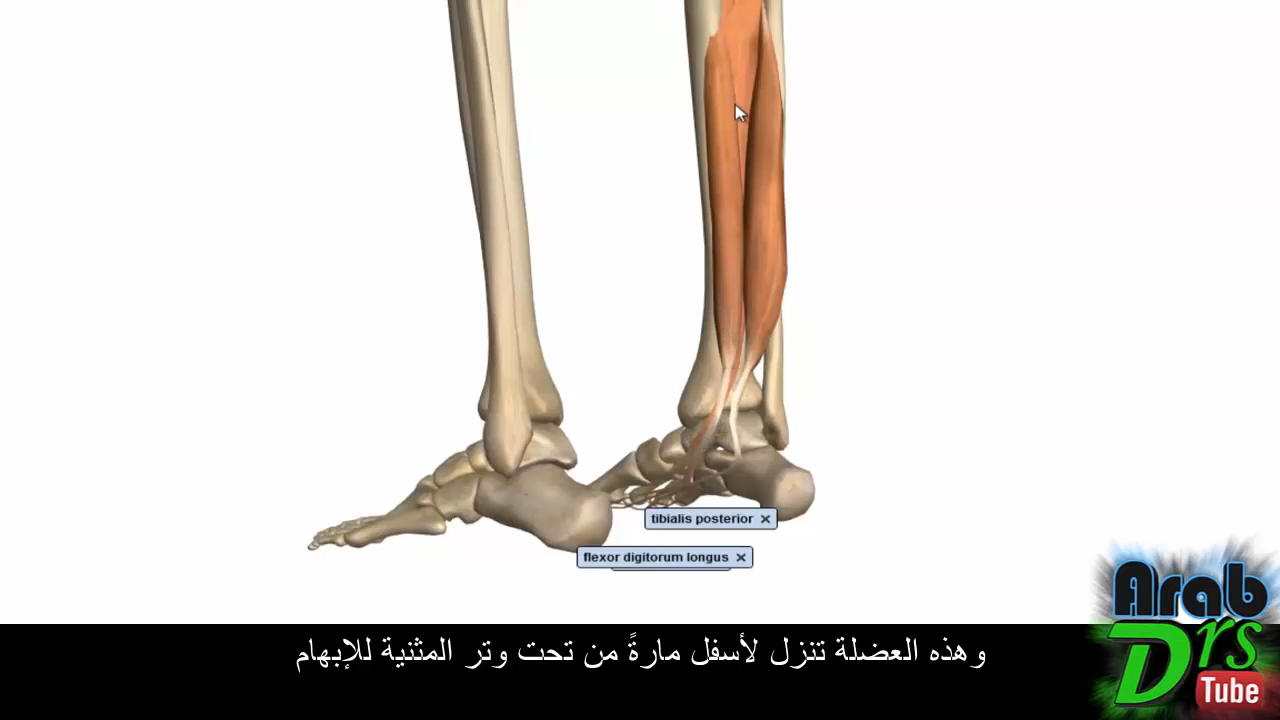 tibialis posterior ×
flexor digitorum longus ×
وهذه العضلة تنزل لأسفل مارةً من تحت وتر المثنية للإبهام
Arab
Drs
Tube